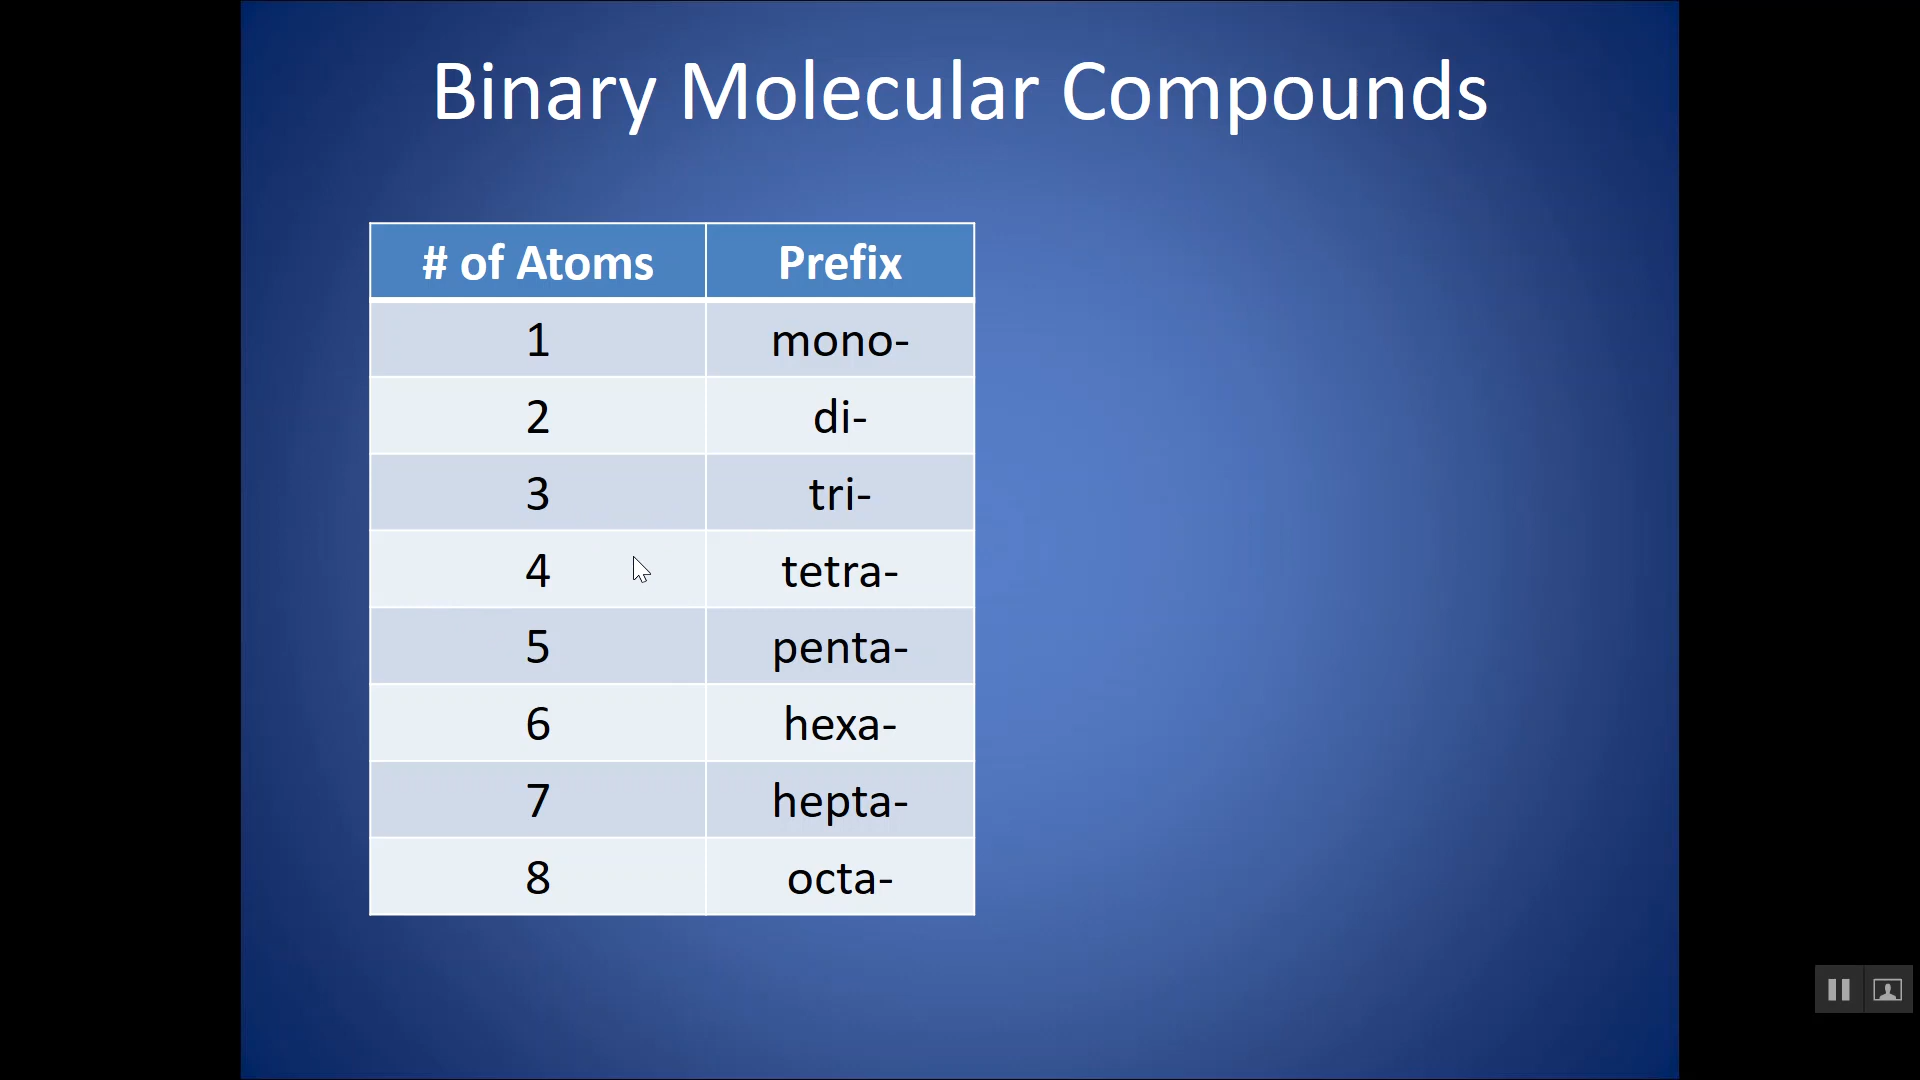 Binary Molecular Compounds
# of Atoms Prefix
1 mono-
2 di-
3 tri-
4 tetra-
5 penta-
6 hexa-
7 hepta-
8 octa-